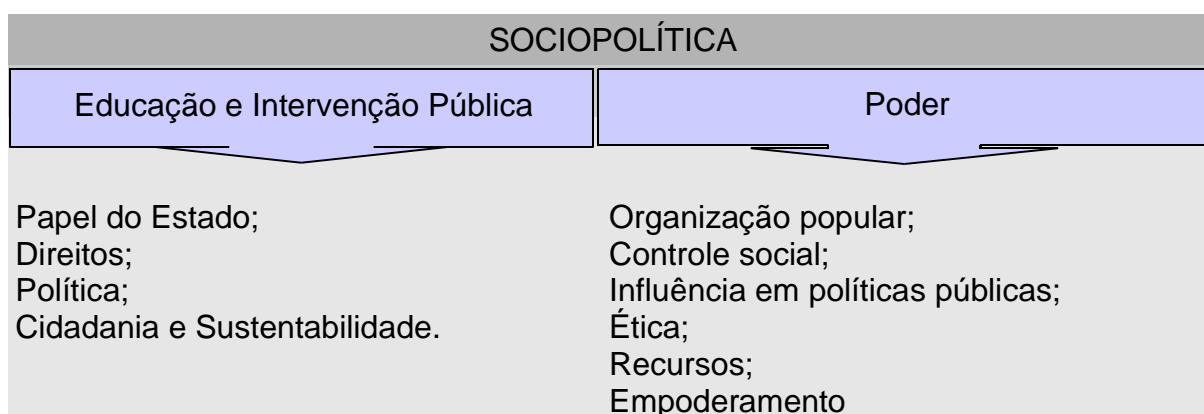 SOCIOPOLÍTICA
Educação e Intervenção Pública
Poder
Papel do Estado;
Direitos;
Política;
Cidadania e Sustentabilidade.
Organização popular;
Controle social;
Influência em políticas públicas;
Ética;
Recursos;
Empoderamento